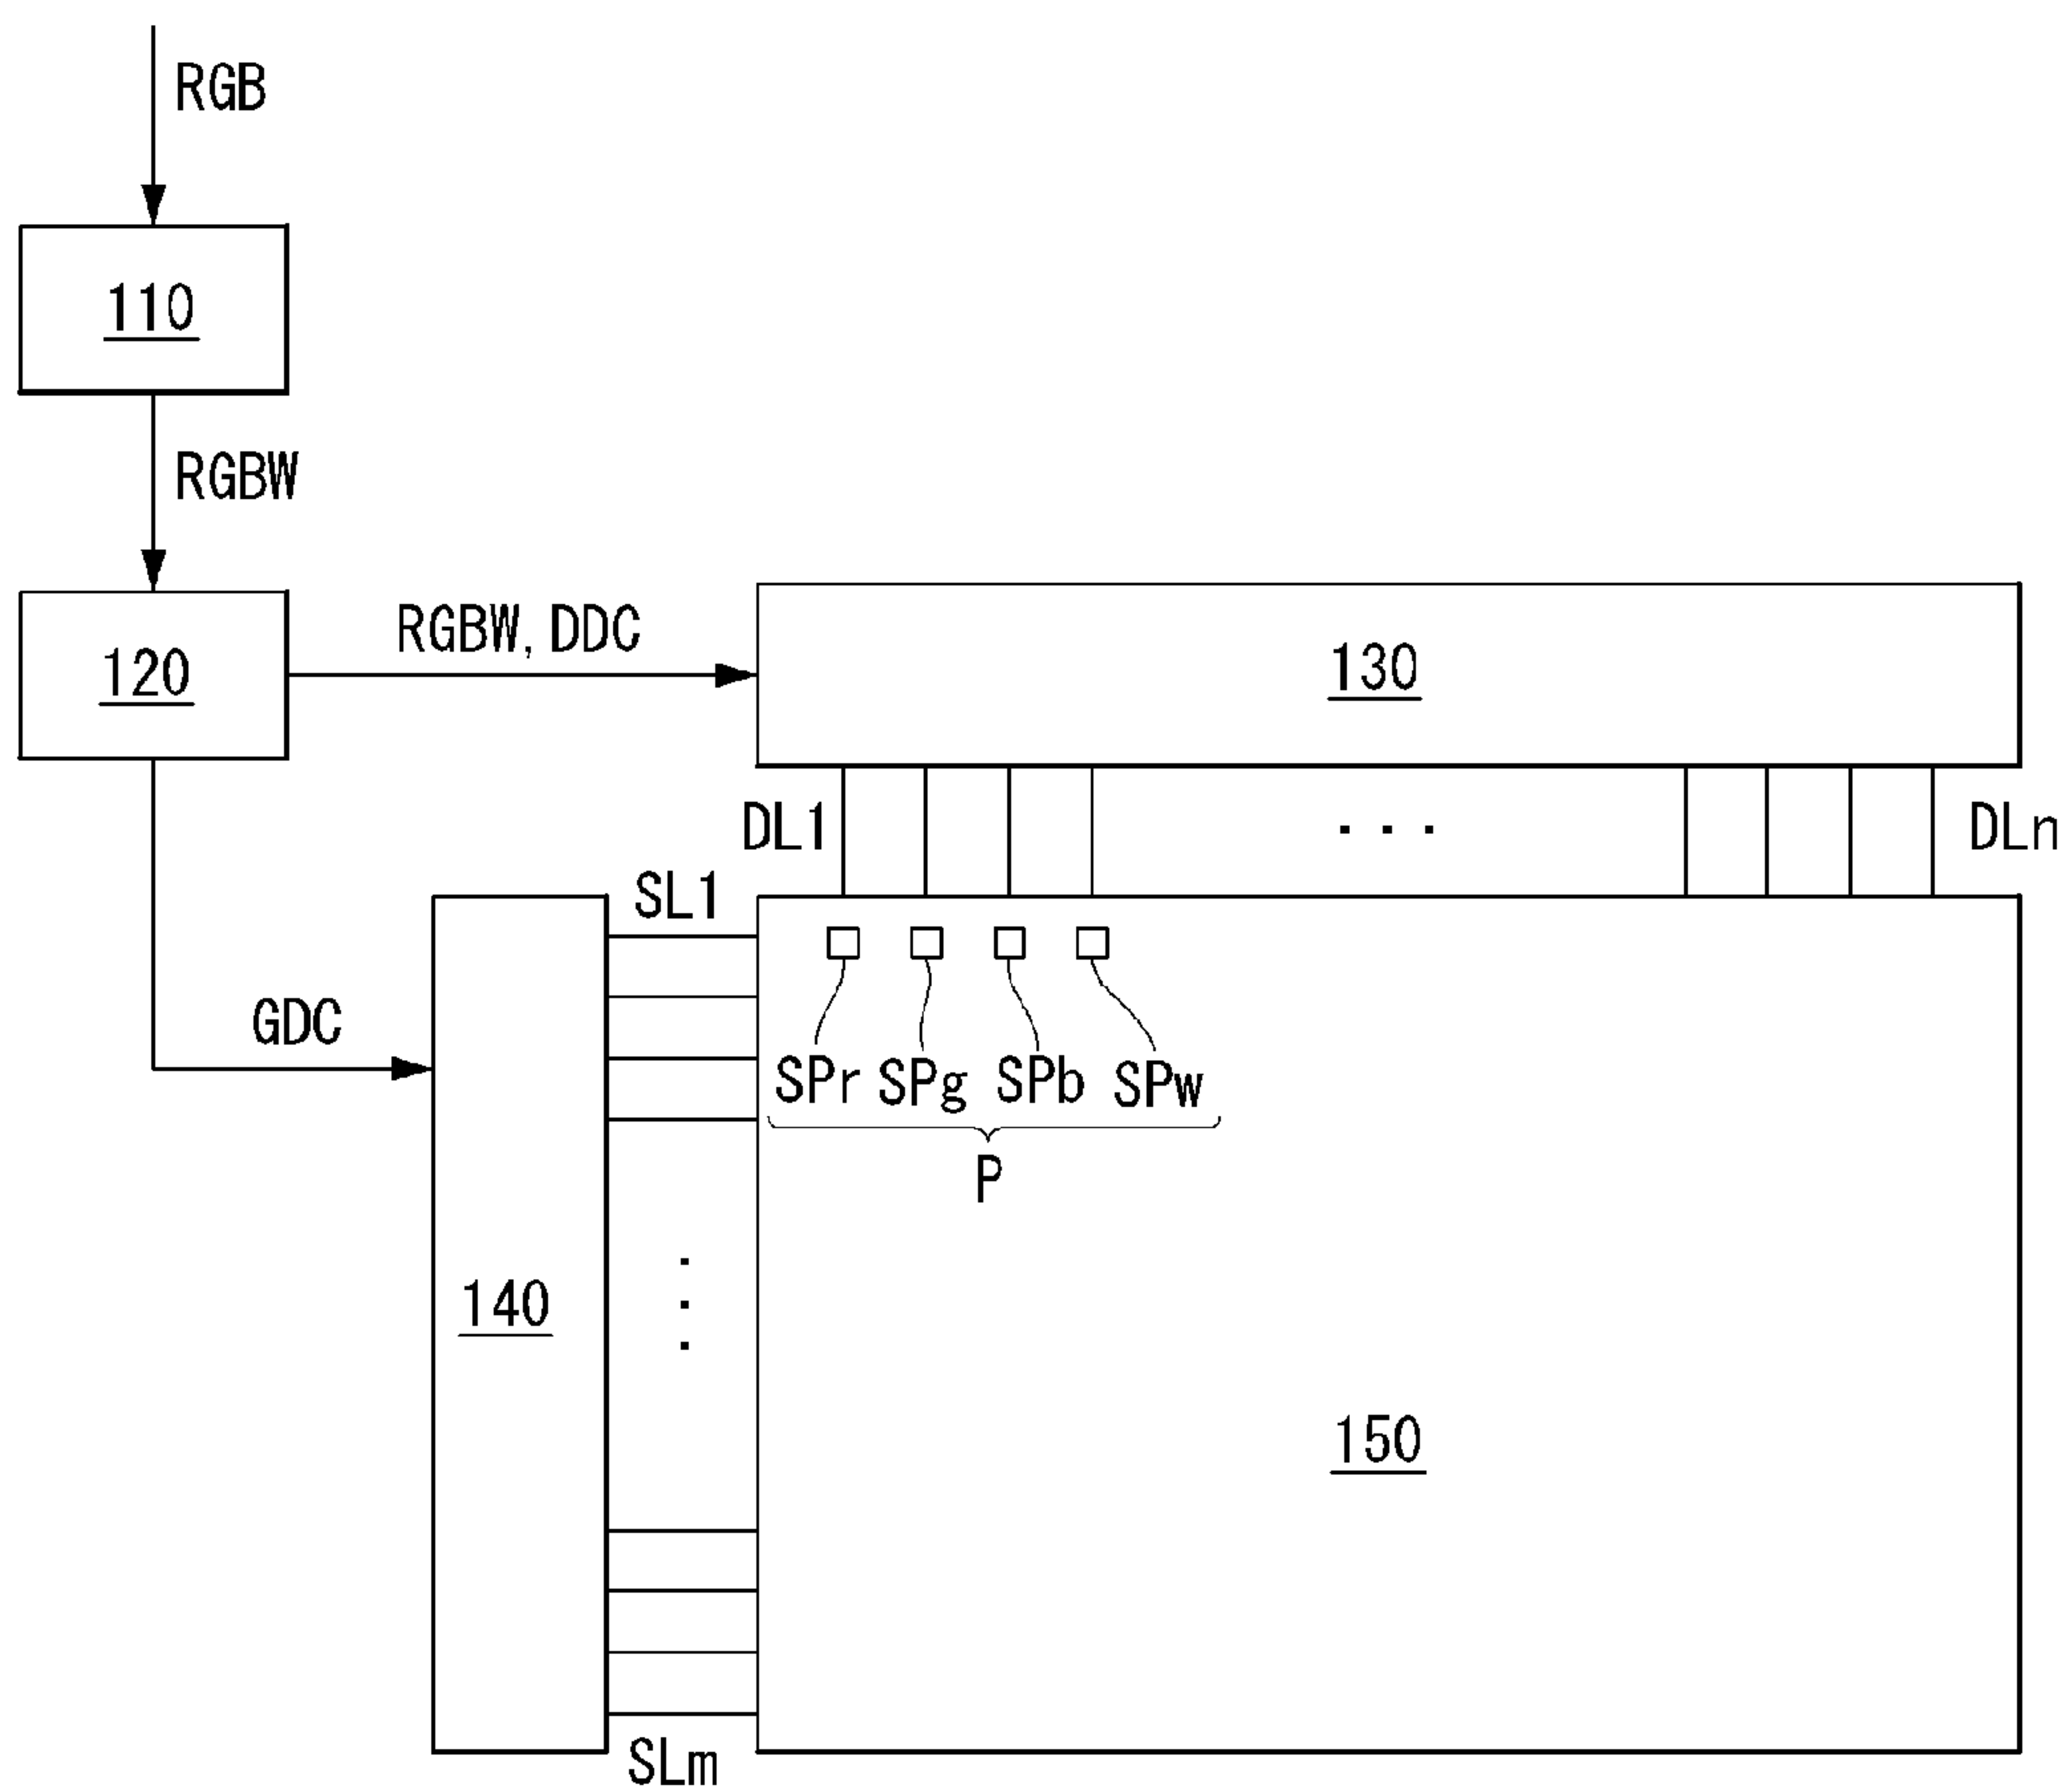 RGB
110
RGBW
120
RGBW, DDC
130
DL1
. . .
DLn
SL1
GDC
SPr SPg SPb SPw
P
140
150
SLm